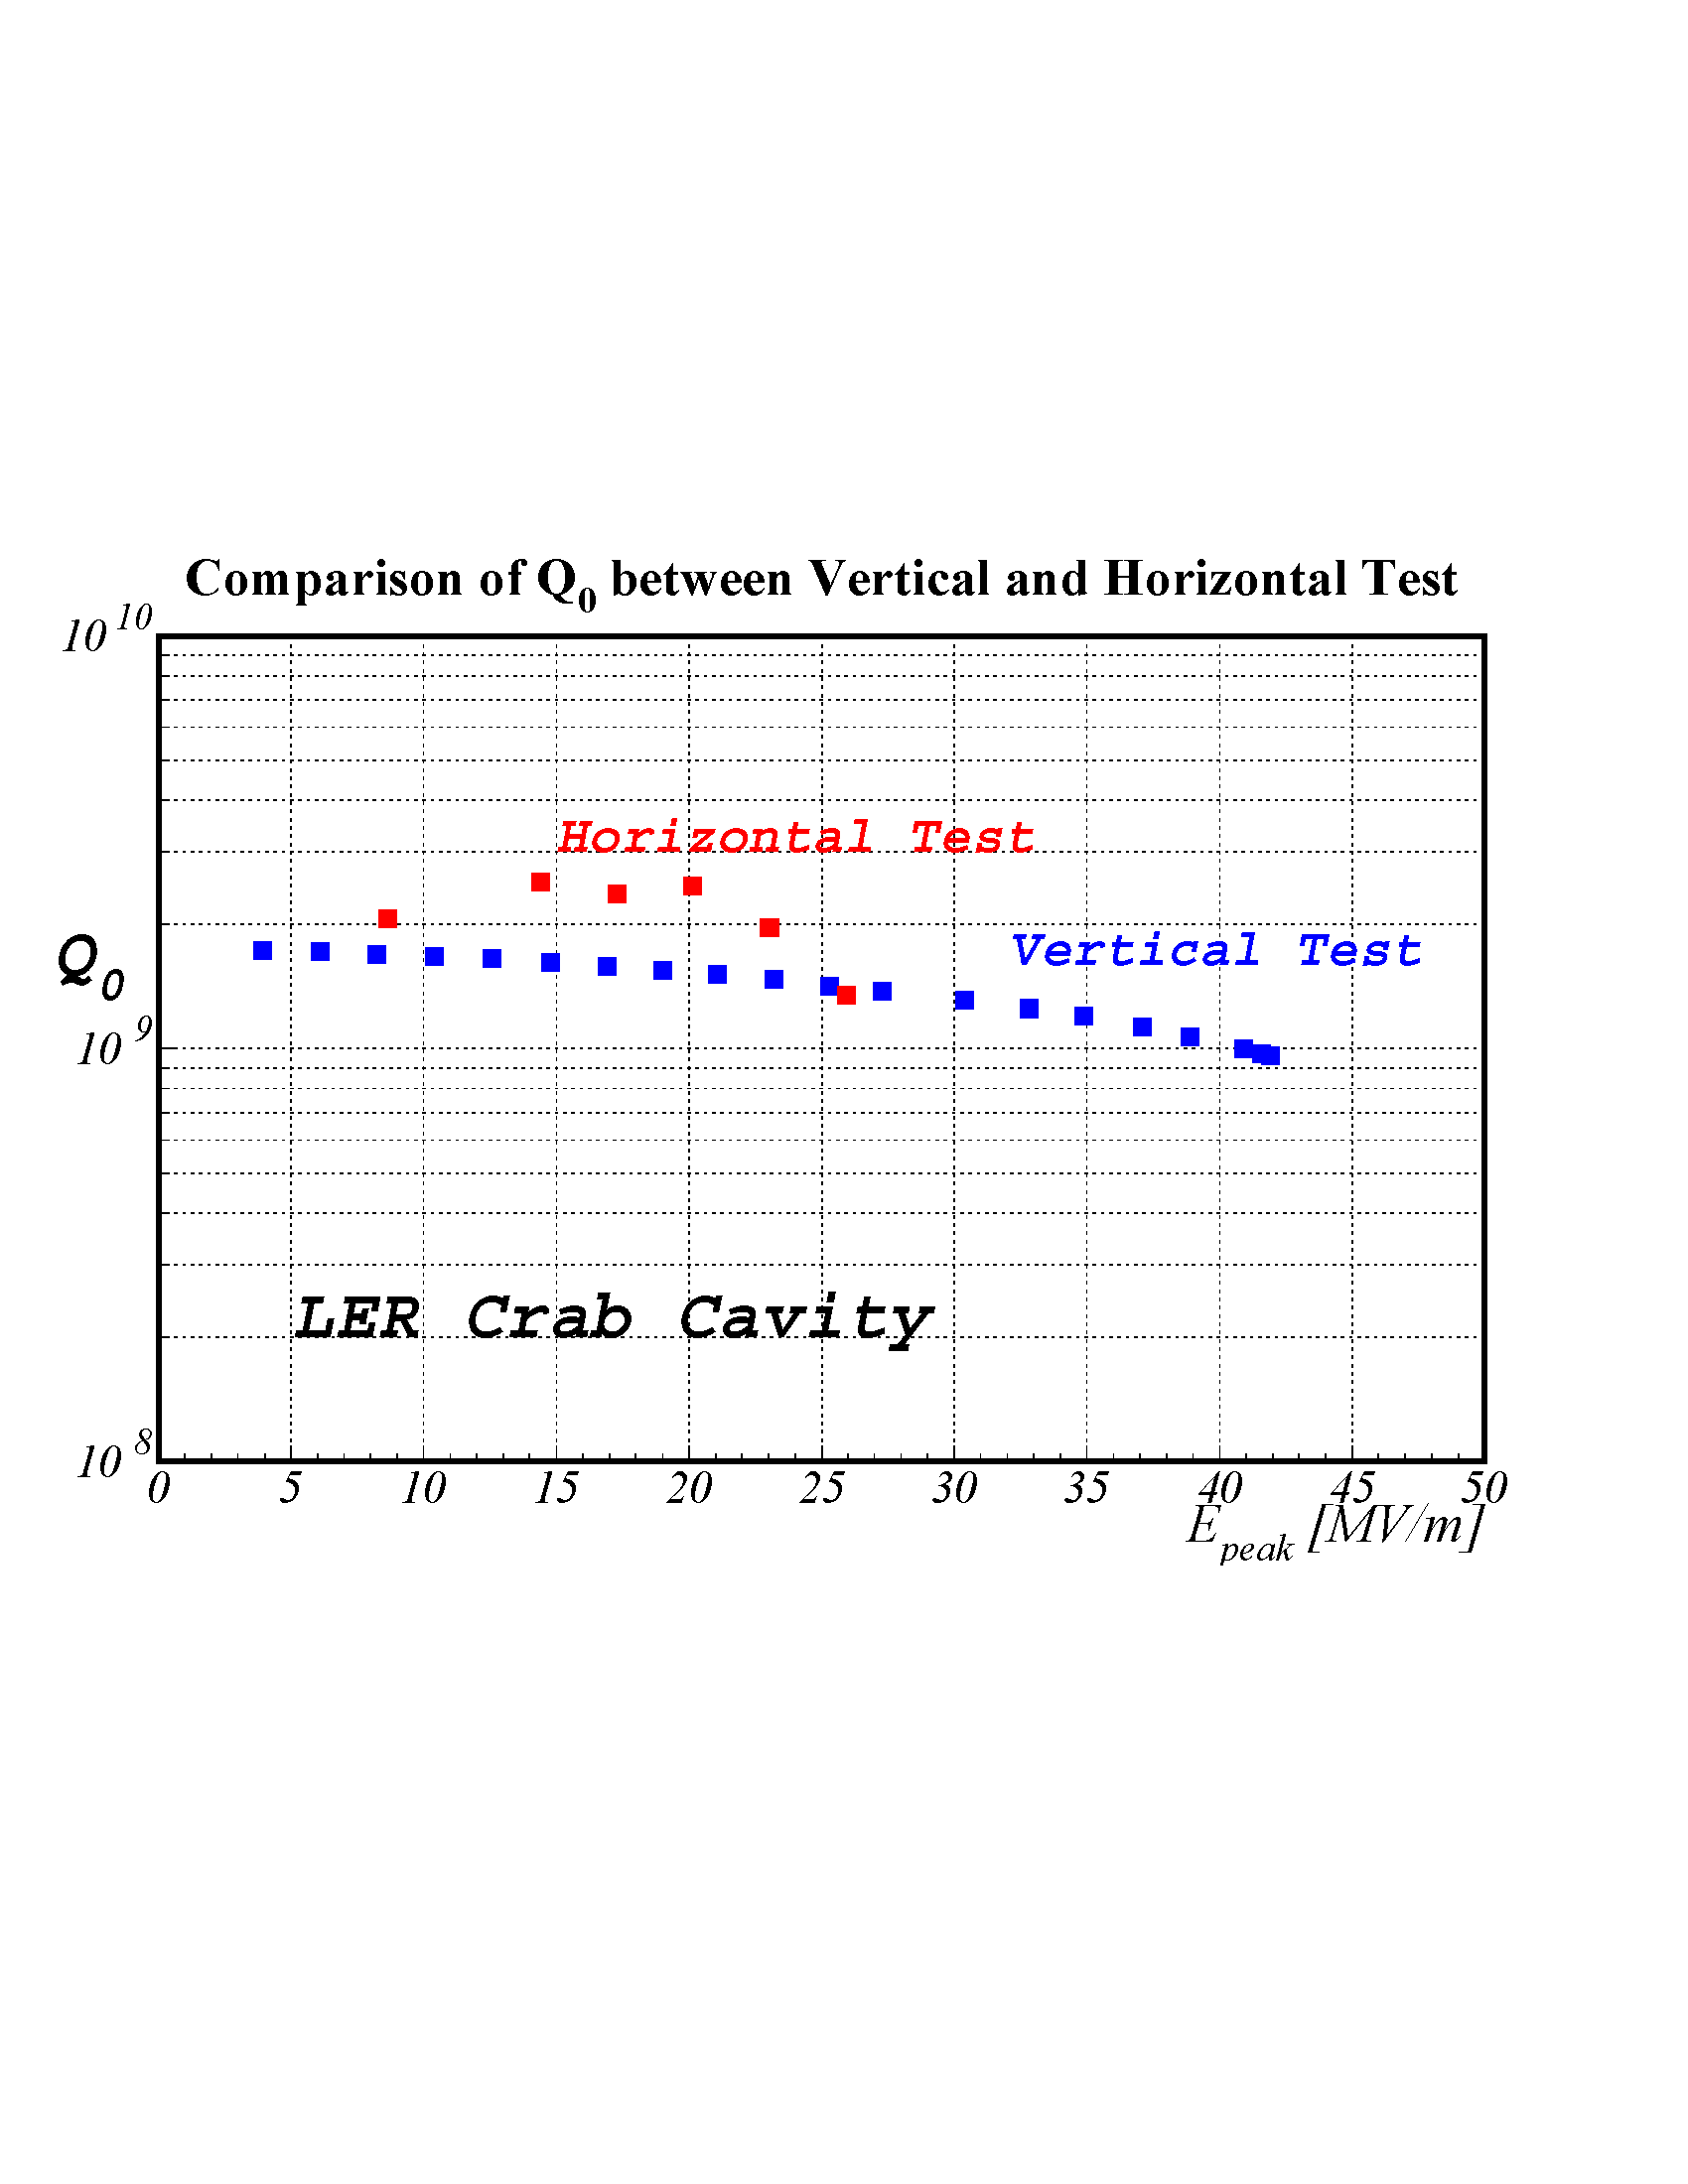 Comparison of Q0 between Vertical and Horizontal Test
10 10
Horizontal Test
Vertical Test
Q0
10 9
LER Crab Cavity
10 8
0 5 10 15 20 25 30 35 40 45 50
Epeak [MV/m]